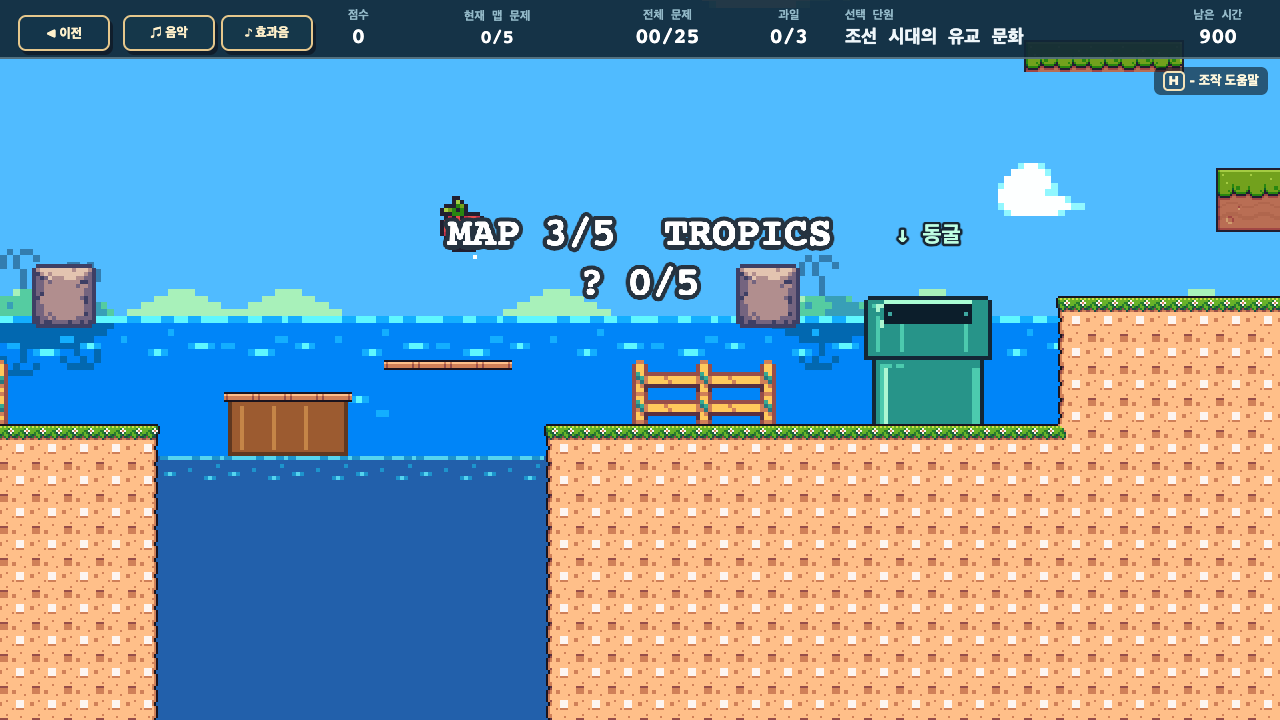 ◀ 이전
♫ 음악
♪ 효과음
점수
0
현재 맵 문제
0/5
전체 문제
00/25
과일
0/3
선택 단원
조선 시대의 유교 문화
남은 시간
900
H - 조작 도움말
MAP 3/5 TROPICS
? 0/5
↓ 동굴